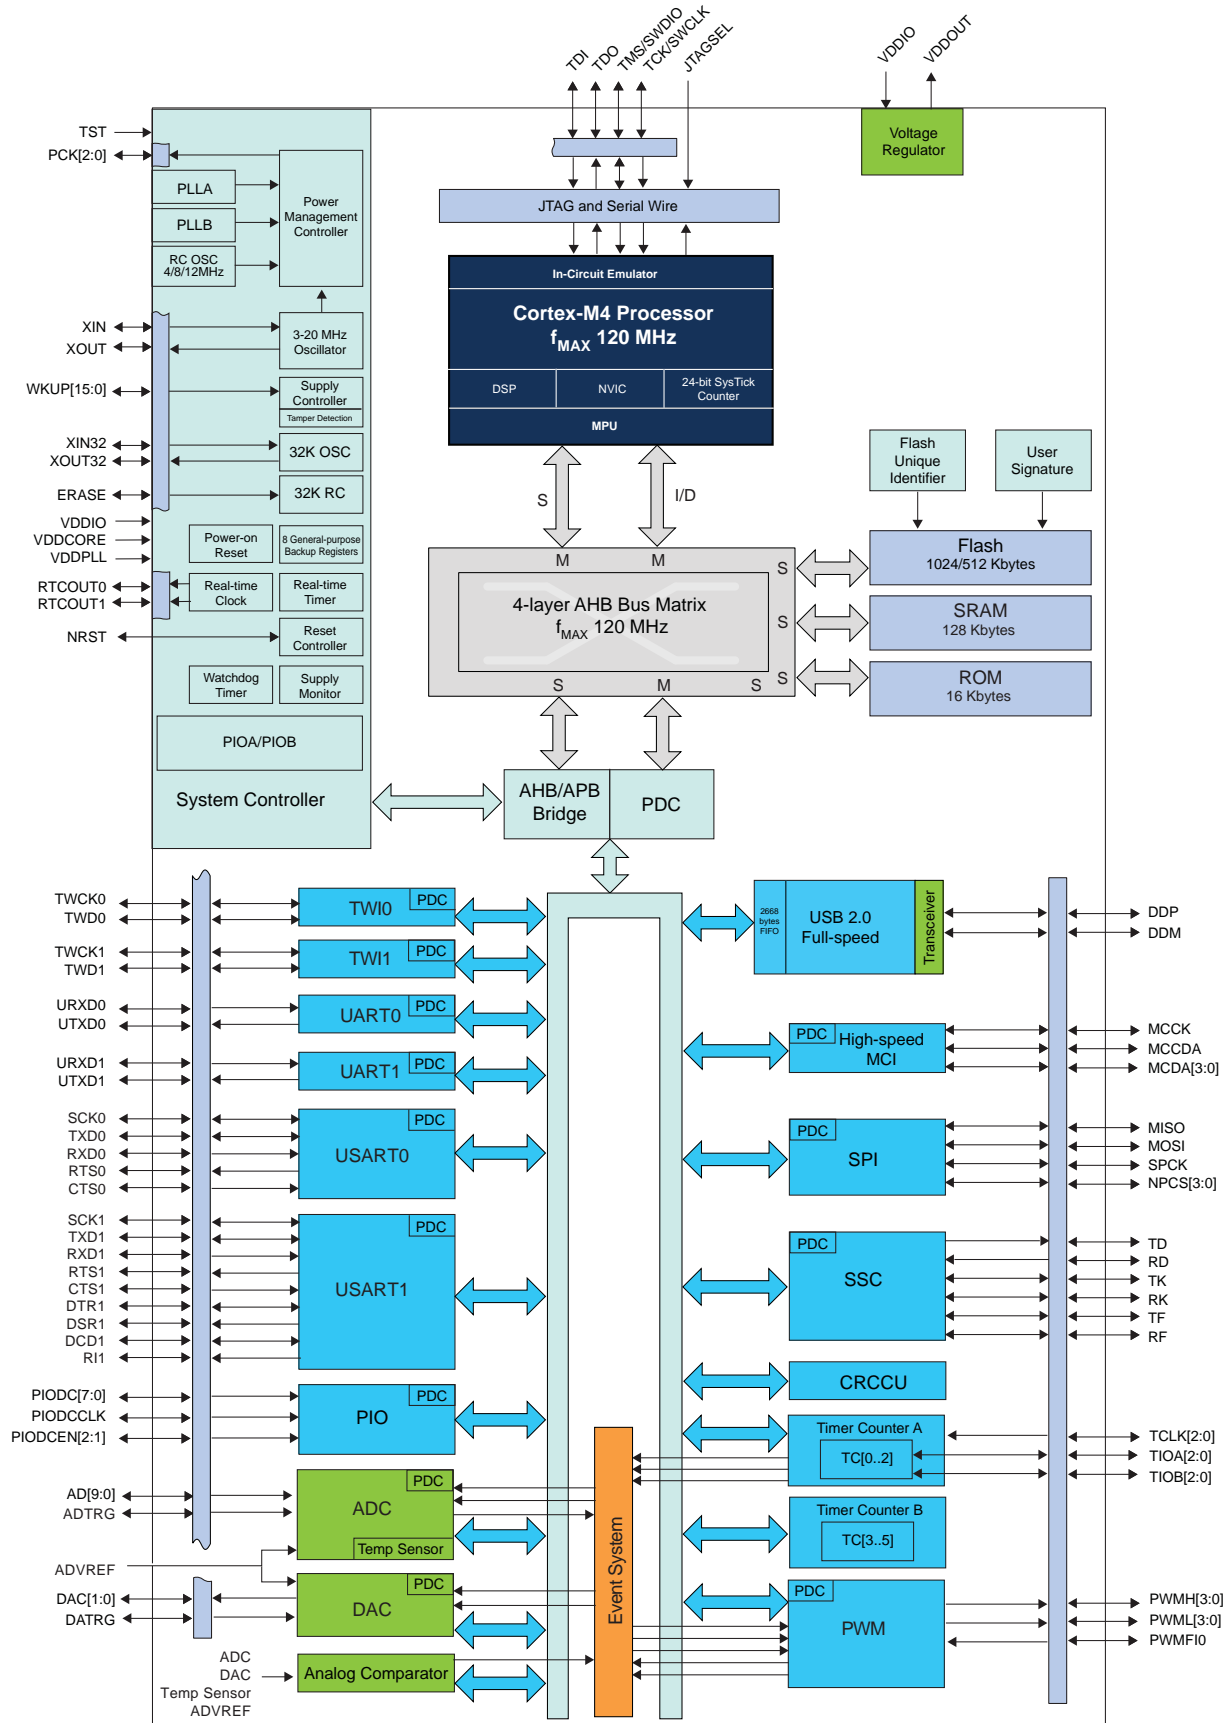 TDI
TDO
TMS/SWDIO
TCK/SWCLK
JTAGSEL
VDDIO
VDDOUT
TST
PCK[2:0]
PLLA
PLLB
RC OSC
4/8/12MHz
Power
Management
Controller
Voltage
Regulator
JTAG and Serial Wire
In-Circuit Emulator
Cortex-M4 Processor
fMAX 120 MHz
DSP
NVIC
24-bit SysTick
Counter
MPU
XIN
XOUT
3-20 MHz
Oscillator
WKUP[15:0]
Supply
Controller
Tamper Detection
XIN32
XOUT32
32K OSC
ERASE
32K RC
VDDIO
VDDCORE
VDDPLL
Power-on
Reset
8 General-purpose
Backup Registers
RTCOUT0
RTCOUT1
Real-time
Clock
Real-time
Timer
NRST
Reset
Controller
Watchdog
Timer
Supply
Monitor
PIOA/PIOB
System Controller
S
I/D
Flash
Unique
Identifier
User
Signature
M
M
S
Flash
1024/512 Kbytes
4-layer AHB Bus Matrix
fMAX 120 MHz
S
SRAM
128 Kbytes
S
ROM
16 Kbytes
S
M
S
AHB/APB
Bridge
PDC
TWCK0
TWD0
TWI0
PDC
TWCK1
TWD1
TWI1
PDC
URXD0
UTXD0
UART0
PDC
URXD1
UTXD1
UART1
PDC
SCK0
TXD0
RXD0
RTS0
CTS0
USART0
PDC
SCK1
TXD1
RXD1
RTS1
CTS1
DTR1
DSR1
DCD1
RI1
USART1
PDC
PIODC[7:0]
PIODCCLK
PIODCEN[2:1]
PIO
PDC
AD[9:0]
ADTRG
ADC
PDC
Temp Sensor
ADVREF
DAC[1:0]
DATRG
DAC
PDC
ADC
DAC
Temp Sensor
ADVREF
Analog Comparator
Event System
2668
bytes
FIFO
USB 2.0
Full-speed
Transceiver
DDP
DDM
PDC
High-speed
MCI
MCCK
MCCDA
MCDA[3:0]
PDC
SPI
MISO
MOSI
SPCK
NPCS[3:0]
PDC
SSC
TD
RD
TK
RK
TF
RF
CRCCU
Timer Counter A
TC[0..2]
TCLK[2:0]
TIOA[2:0]
TIOB[2:0]
Timer Counter B
TC[3..5]
PDC
PWM
PWMH[3:0]
PWML[3:0]
PWMFI0